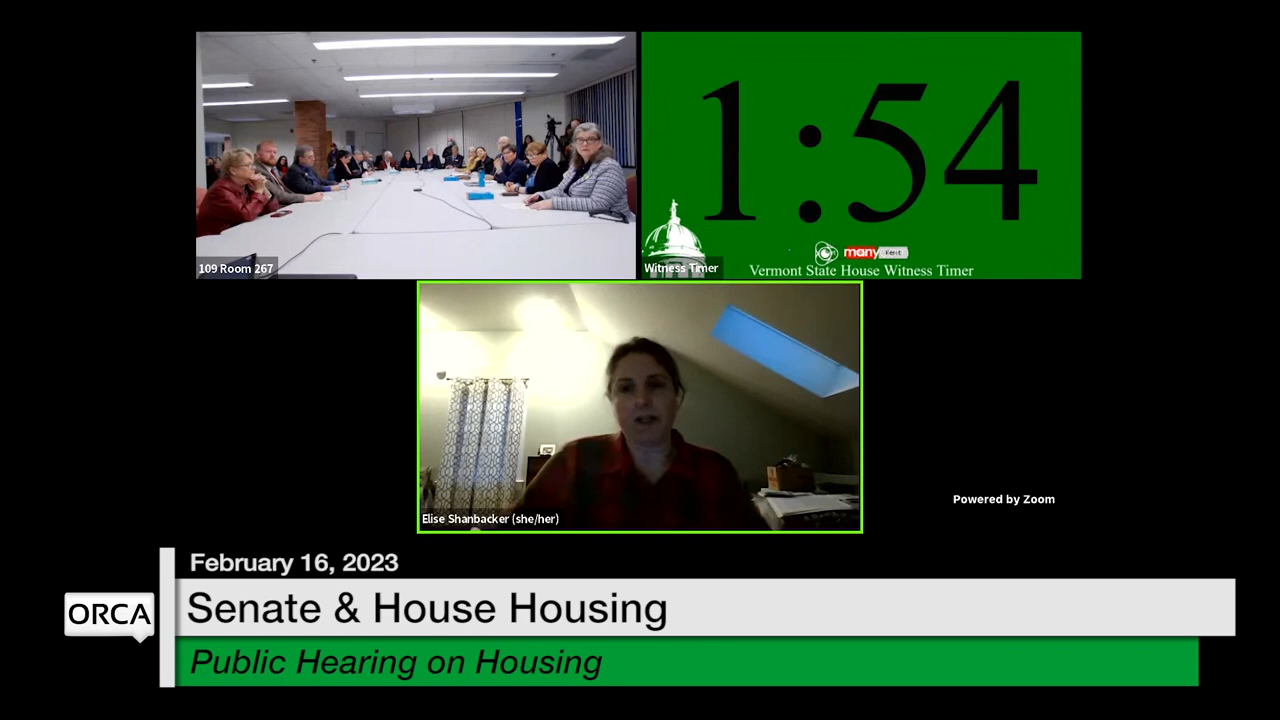 1:54
109 Room 267
Witness Timer
many
Vermont State House Witness Timer
Elise Shanbacker (she/her)
Powered by Zoom
February 16, 2023
ORCA
Senate & House Housing
Public Hearing on Housing